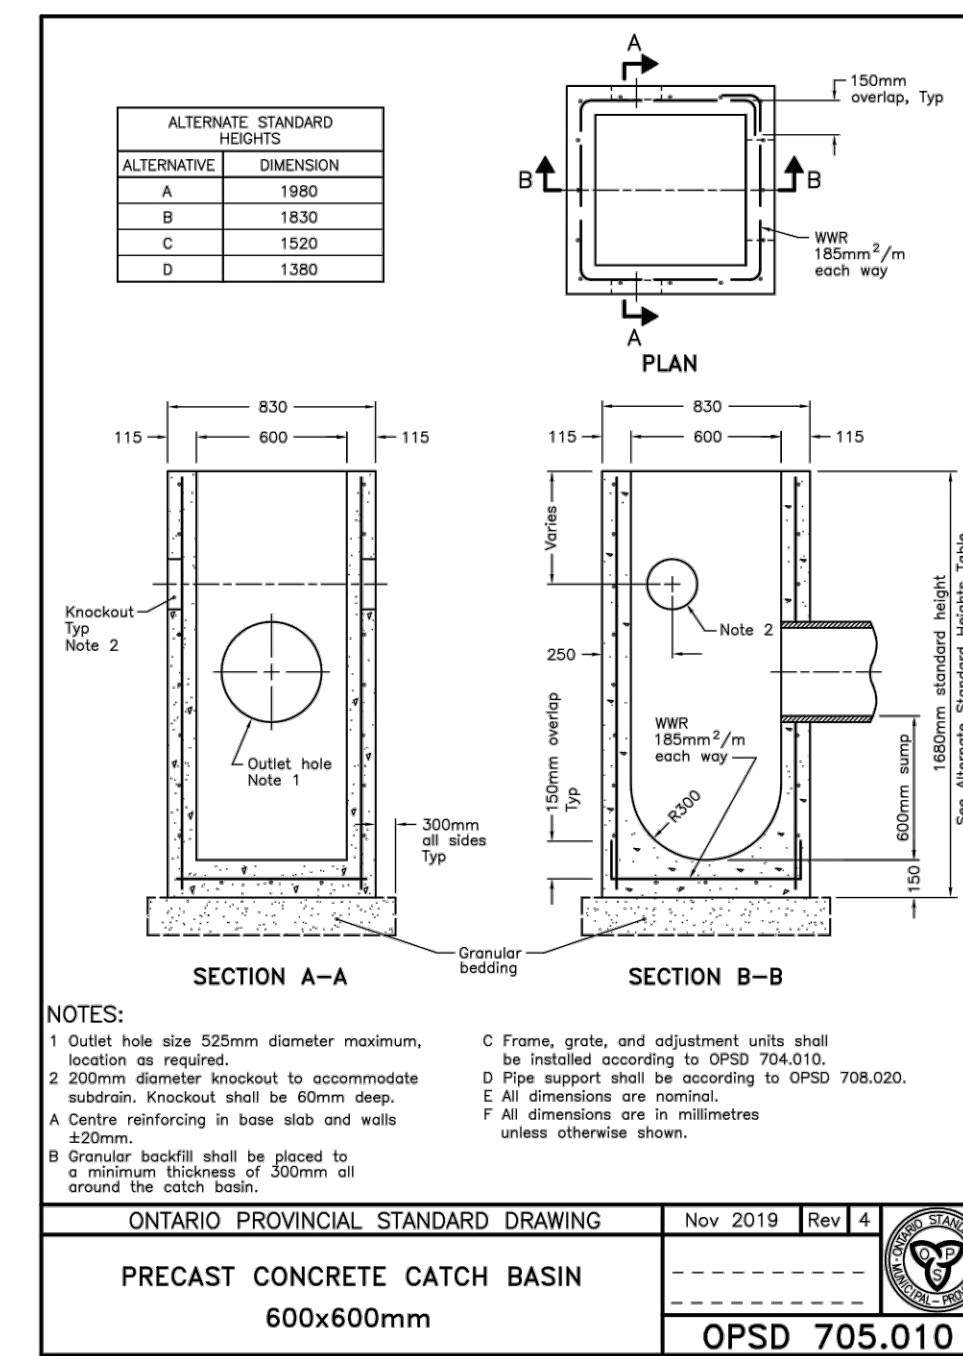 ALTERNATE STANDARD
HEIGHTS
ALTERNATIVE DIMENSION
A 1980
B 1830
C 1520
D 1380
A
150mm
overlap, Typ
B B
WWR
185mm²/m
each way
A
PLAN
830
115 600 115
Knockout
Typ
Note 2
Outlet hole
Note 1
300mm
all sides
Typ
830
115 600 115
Varies
Note 2
250
150mm overlap
Typ
WWR
185mm²/m
each way
R300
600mm sump
150
1680mm standard height
See Alternate Standard Heights Table
Granular
bedding
SECTION A–A
SECTION B–B
NOTES:
1 Outlet hole size 525mm diameter maximum,
location as required.
2 200mm diameter knockout to accommodate
subdrain. Knockout shall be 60mm deep.
A Centre reinforcing in base slab and walls
±20mm.
B Granular backfill shall be placed to
a minimum thickness of 300mm all
around the catch basin.
C Frame, grate, and adjustment units shall
be installed according to OPSD 704.010.
D Pipe support shall be according to OPSD 708.020.
E All dimensions are nominal.
F All dimensions are in millimetres
unless otherwise shown.
ONTARIO PROVINCIAL STANDARD DRAWING
Nov 2019 Rev 4
PRECAST CONCRETE CATCH BASIN
600x600mm
OPSD 705.010
ONTARIO
MUNICIPAL–
O P
S